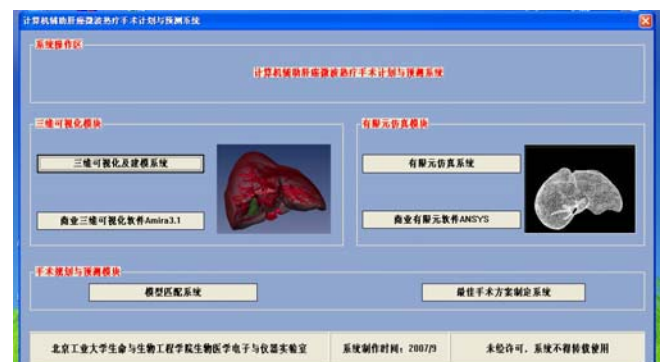 计算机辅助肝癌微波热疗手术计划与预测系统
系统操作区
计算机辅助肝癌微波热疗手术计划与预测系统
三维可视化模块
有限元仿真模块
三维可视化及建模系统
有限元仿真系统
商业三维可视化软件Amira3.1
商业有限元软件ANSYS
手术规划与预测模块
模型匹配系统
最佳手术方案制定系统
北京工业大学生命与生物工程学院生物医学电子与仪器实验室
系统制作时间：2007/9
未经许可，系统不得转载使用